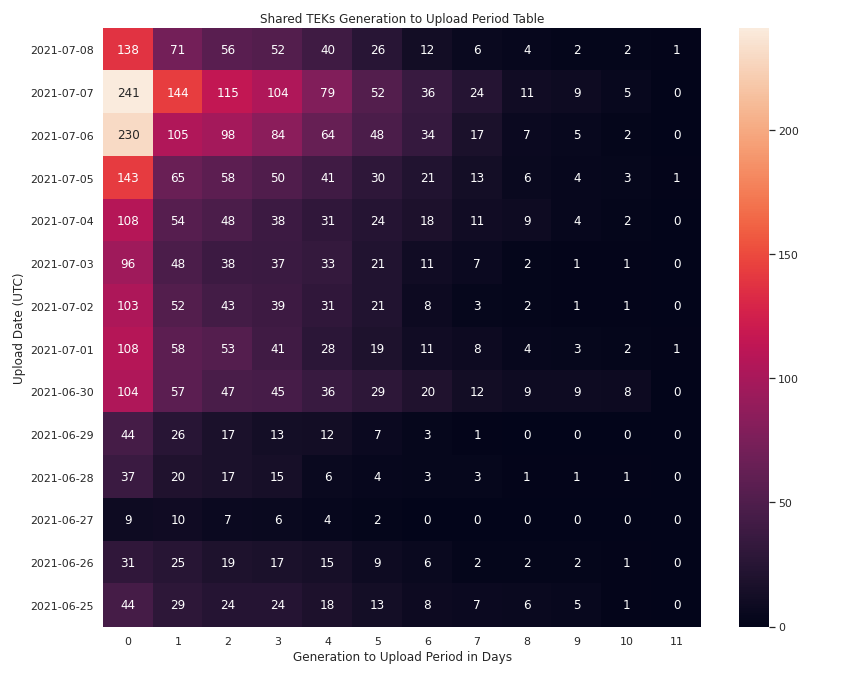 Shared TEKs Generation to Upload Period Table
2021-07-08 138 71 56 52 40 26 12 6 4 2 2 1
2021-07-07 241 144 115 104 79 52 36 24 11 9 5 0
2021-07-06 230 105 98 84 64 48 34 17 7 5 2 0
2021-07-05 143 65 58 50 41 30 21 13 6 4 3 1
2021-07-04 108 54 48 38 31 24 18 11 9 4 2 0
2021-07-03 96 48 38 37 33 21 11 7 2 1 1 0
2021-07-02 103 52 43 39 31 21 8 3 2 1 1 0
2021-07-01 108 58 53 41 28 19 11 8 4 3 2 1
2021-06-30 104 57 47 45 36 29 20 12 9 9 8 0
2021-06-29 44 26 17 13 12 7 3 1 0 0 0 0
2021-06-28 37 20 17 15 6 4 3 3 1 1 1 0
2021-06-27 9 10 7 6 4 2 0 0 0 0 0 0
2021-06-26 31 25 19 17 15 9 6 2 2 2 1 0
2021-06-25 44 29 24 24 18 13 8 7 6 5 1 0
0 1 2 3 4 5 6 7 8 9 10 11
Generation to Upload Period in Days
Upload Date (UTC)
200
150
100
50
0